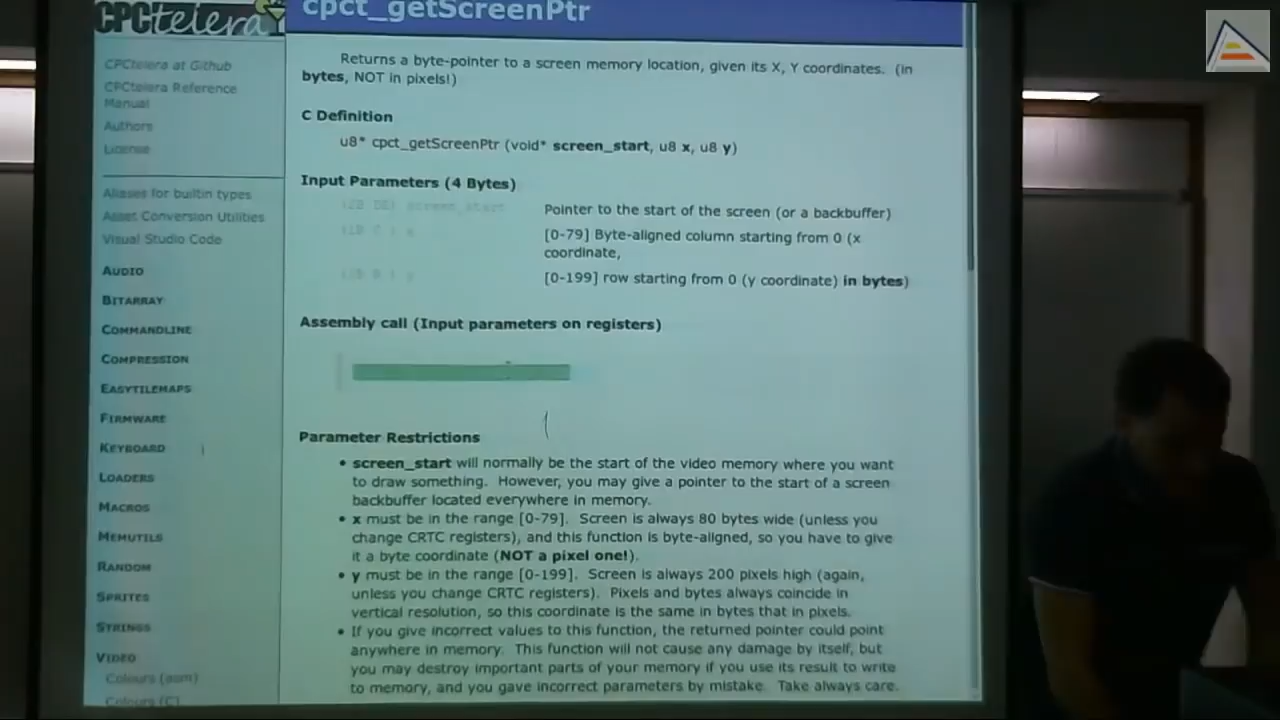 CPCtelera
cpct_getScreenPtr
CPCtelera at Github
CPCtelera Reference
Manual
Authors
License
Aliases for builtin types
Asset Conversion Utilities
Visual Studio Code
AUDIO
BITARRAY
COMMANDLINE
COMPRESSION
EASYTILEMAPS
FIRMWARE
KEYBOARD
LOADERS
MACROS
MEMUTILS
RANDOM
SPRITES
STRINGS
VIDEO
Colours (asm)
Colours (C)
Returns a byte-pointer to a screen memory location, given its X, Y coordinates. (in
bytes, NOT in pixels!)
C Definition
u8* cpct_getScreenPtr (void* screen_start, u8 x, u8 y)
Input Parameters (4 Bytes)
(2B DE) screen_start Pointer to the start of the screen (or a backbuffer)
[0-79] Byte-aligned column starting from 0 (x
coordinate,
[0-199] row starting from 0 (y coordinate) in bytes)
Assembly call (Input parameters on registers)
Parameter Restrictions
• screen_start will normally be the start of the video memory where you want
to draw something. However, you may give a pointer to the start of a screen
backbuffer located everywhere in memory.
• x must be in the range [0-79]. Screen is always 80 bytes wide (unless you
change CRTC registers), and this function is byte-aligned, so you have to give
it a byte coordinate (NOT a pixel one!).
• y must be in the range [0-199]. Screen is always 200 pixels high (again,
unless you change CRTC registers). Pixels and bytes always coincide in
vertical resolution, so this coordinate is the same in bytes that in pixels.
• If you give incorrect values to this function, the returned pointer could point
anywhere in memory. This function will not cause any damage by itself, but
you may destroy important parts of your memory if you use its result to write
to memory, and you gave incorrect parameters by mistake. Take always care.